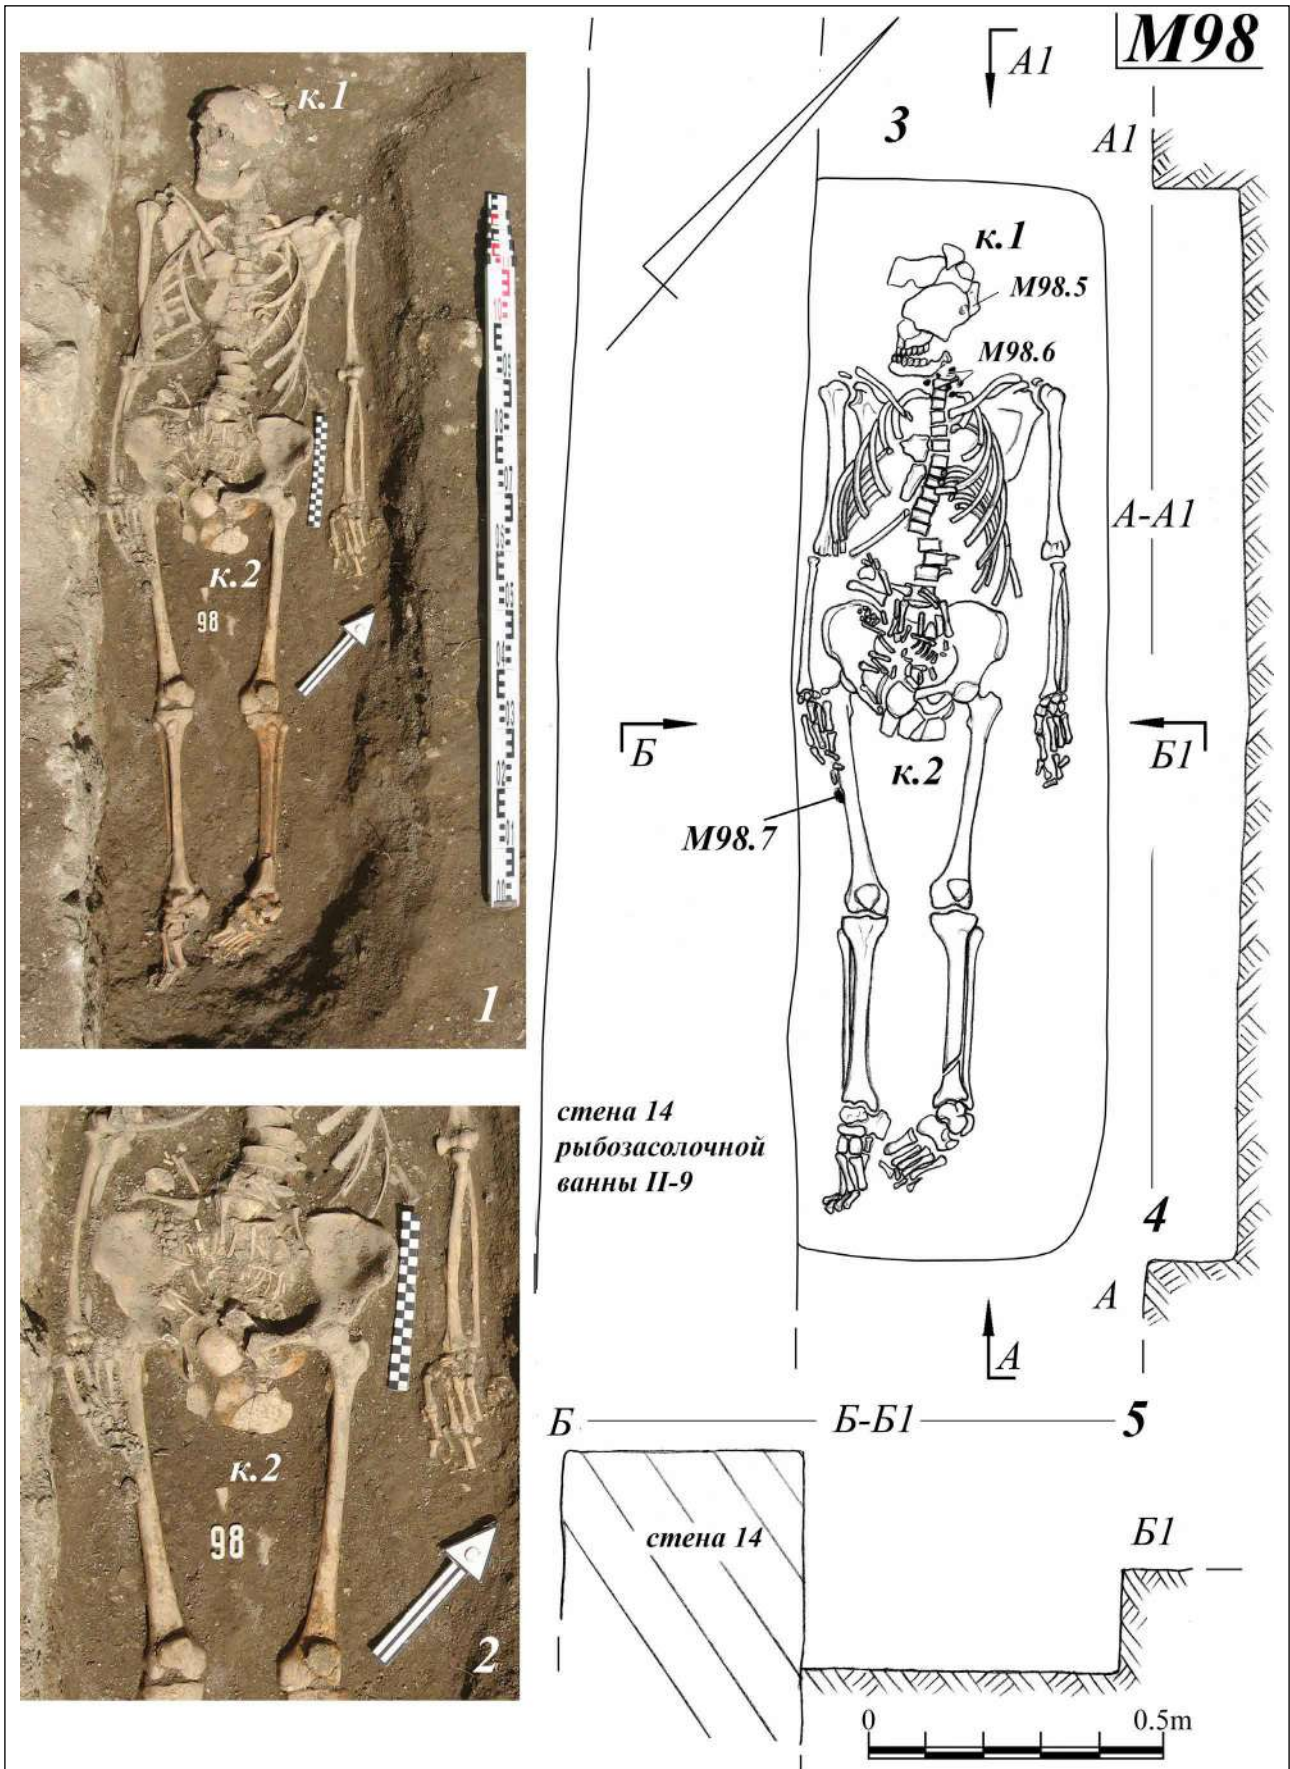 M98
к.1
к.2
98
1
к.2
98
2
A1
3
A1
к.1
M98.5
M98.6
A-A1
Б
Б1
к.2
M98.7
стена 14
рыбозасолочной
ванны II-9
4
A
A
Б
Б-Б1
5
стена 14
Б1
0
0.5m